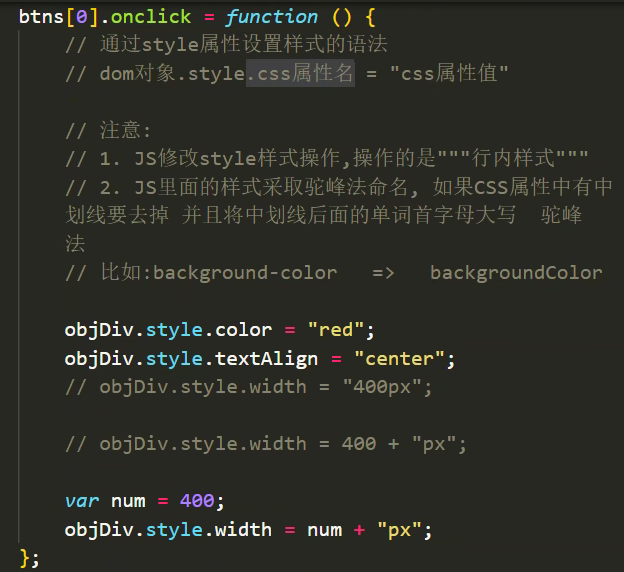 btns[0].onclick = function () {
// 通过style属性设置样式的语法
// dom对象.style.css属性名 = "css属性值"
// 注意:
// 1. JS修改style样式操作,操作的是"""行内样式"""
// 2. JS里面的样式采取驼峰法命名, 如果CSS属性中有中
划线要去掉 并且将中划线后面的单词首字母大写  驼峰
法
// 比如:background-color   =>   backgroundColor
objDiv.style.color = "red";
objDiv.style.textAlign = "center";
// objDiv.style.width = "400px";
// objDiv.style.width = 400 + "px";
var num = 400;
objDiv.style.width = num + "px";
};